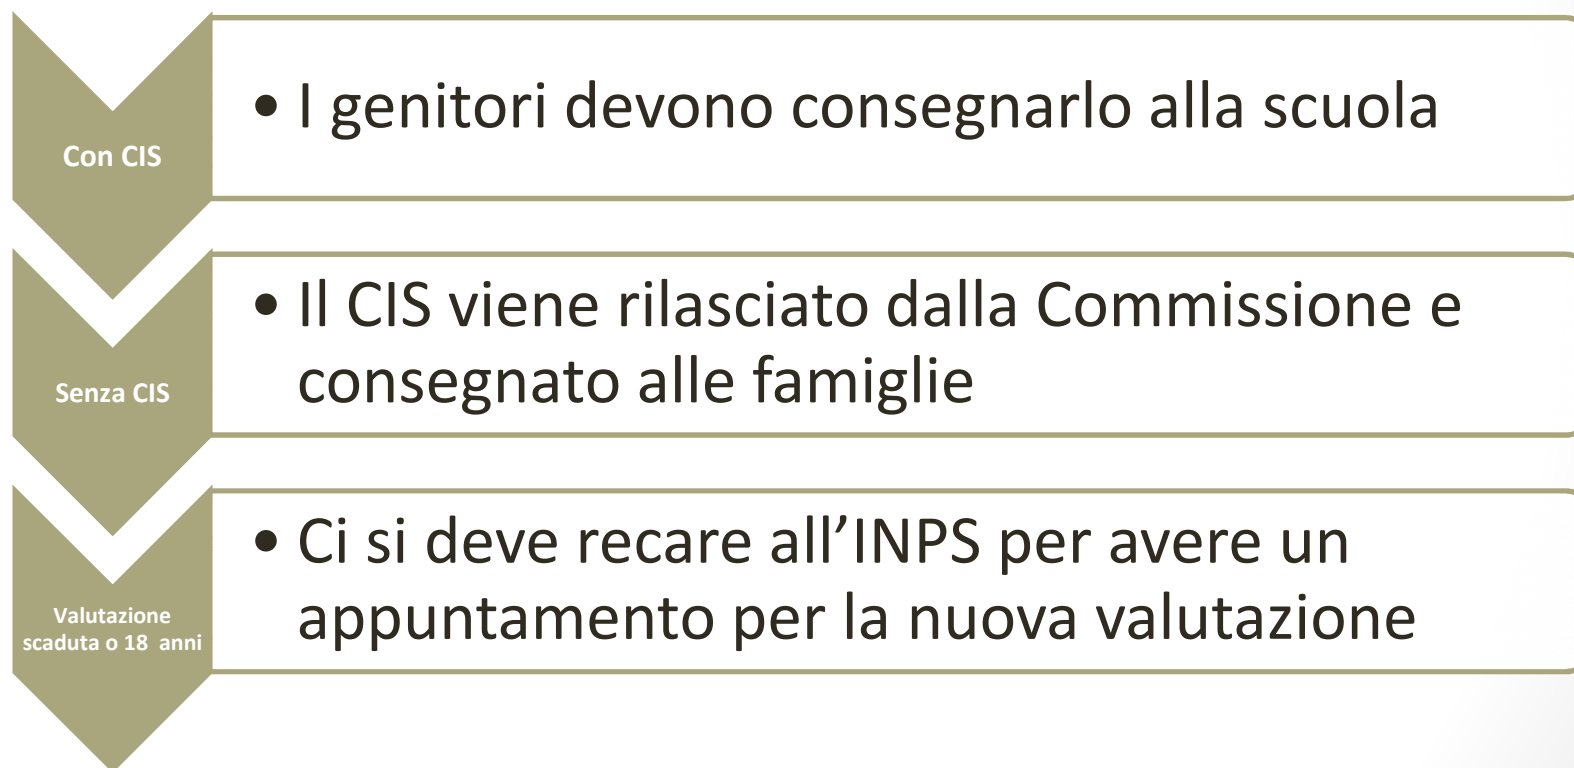 Con CIS
• I genitori devono consegnarlo alla scuola
Senza CIS
• Il CIS viene rilasciato dalla Commissione e
consegnato alle famiglie
Valutazione
scaduta o 18 anni
• Ci si deve recare all’INPS per avere un
appuntamento per la nuova valutazione